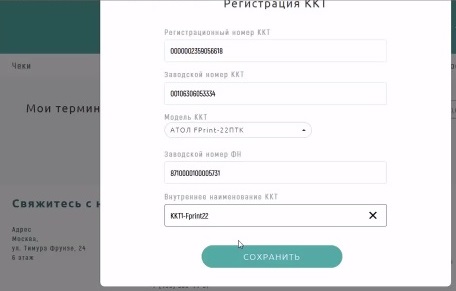 Регистрация ККТ
Регистрационный номер ККТ
0000002359056618
Заводской номер ККТ
00106306053334
Модель ККТ
АТОЛ FPrint-22ПТК
Заводской номер ФН
8710000100005731
Внутреннее наименование ККТ
ККТ1-Fprint22
СОХРАНИТЬ
Чеки
Мои термин
Свяжитесь с н
Адрес
Москва,
ул. Тимура Фрунзе, 24
6 этаж